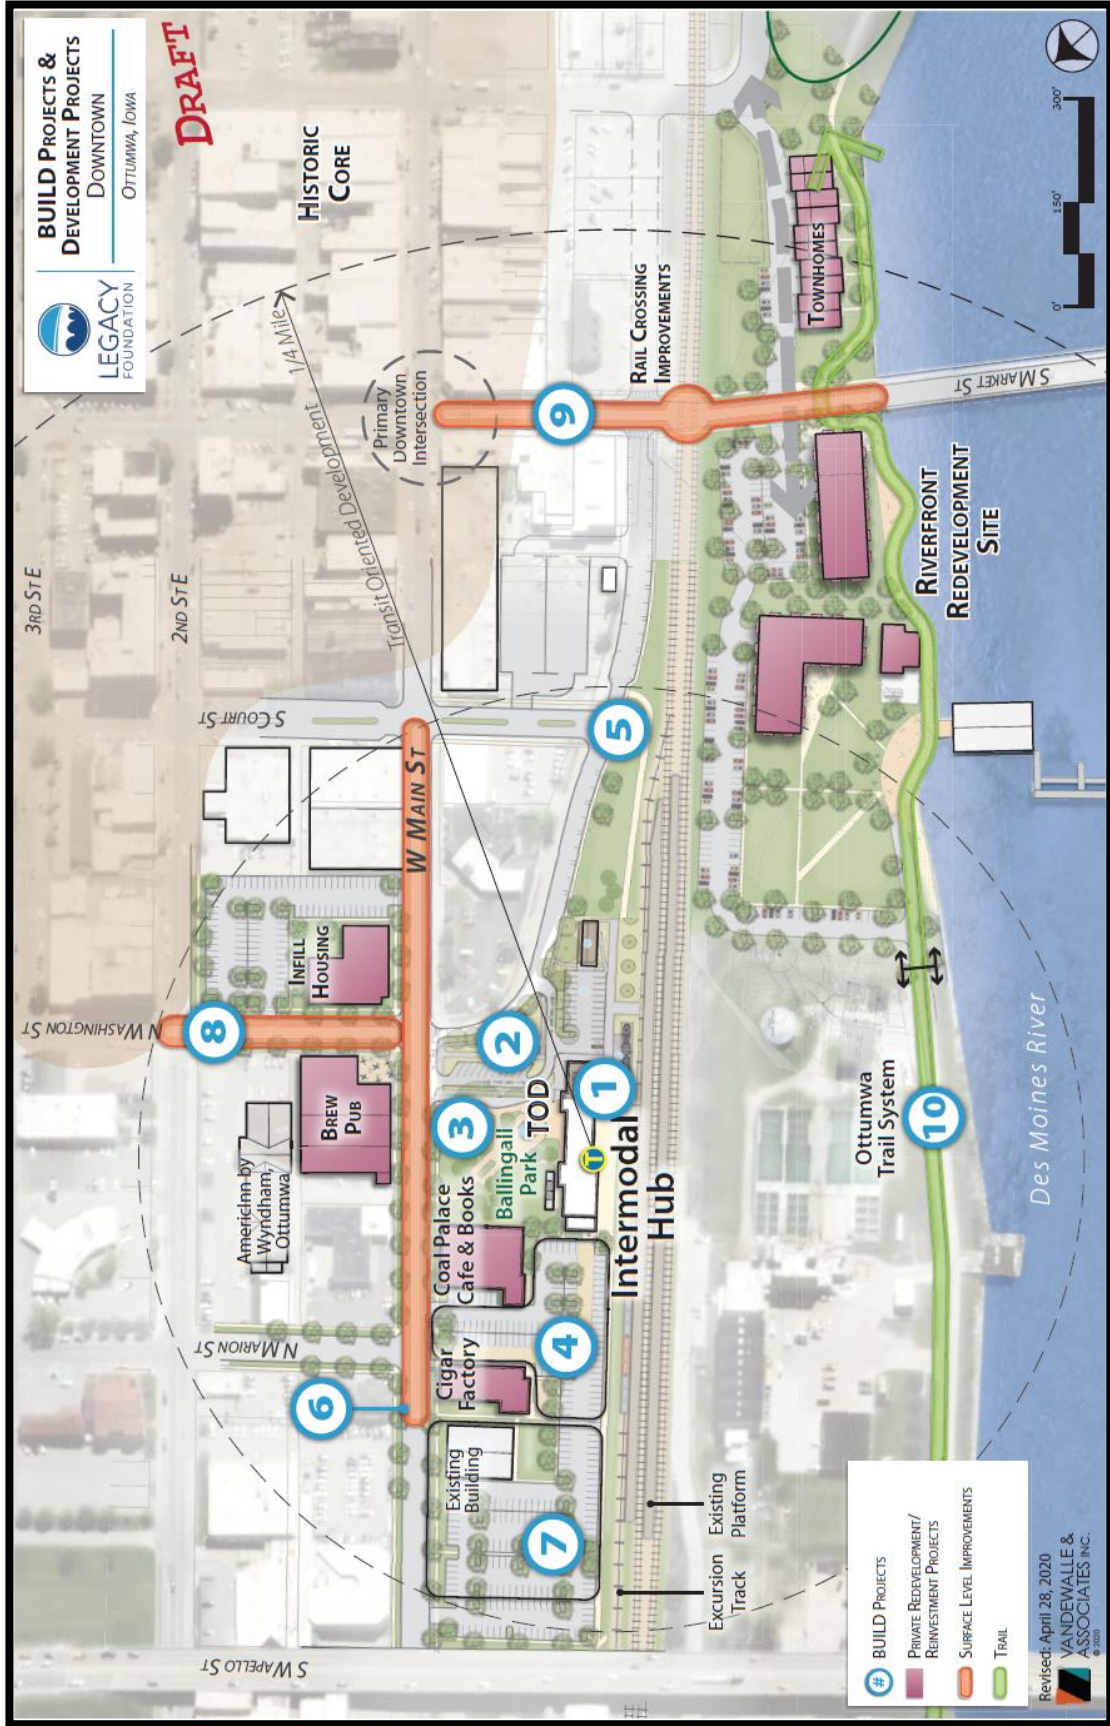 BUILD PROJECTS &
DEVELOPMENT PROJECTS
DOWNTOWN
OTTUMWA, IOWA
LEGACY
FOUNDATION
DRAFT
3RD ST E
2ND ST E
HISTORIC
CORE
1/4 Mile
Transit Oriented Development
Primary
Downtown
Intersection
S COURT ST
N WASHINGTON ST
W MAIN ST
INFILL
HOUSING
8
BREW
PUB
AmericInn by
Wyndham,
Ottumwa
N MARION ST
6
S WAPELLO ST
9
RAIL CROSSING
IMPROVEMENTS
5
2
3
TOD
1
Ballingall
Park
T
Coal Palace
Cafe & Books
Cigar
Factory
4
Existing
Building
7
Intermodal
Hub
Excursion
Track
Existing
Platform
TOWNHOMES
S MARKET ST
RIVERFRONT
REDEVELOPMENT
SITE
Ottumwa
Trail System
10
Des Moines River
0'
150'
300'
# BUILD PROJECTS
PRIVATE REDEVELOPMENT/
REINVESTMENT PROJECTS
SURFACE LEVEL IMPROVEMENTS
TRAIL
Revised: April 28, 2020
VANDEWALLE &
ASSOCIATES INC.
© 2020